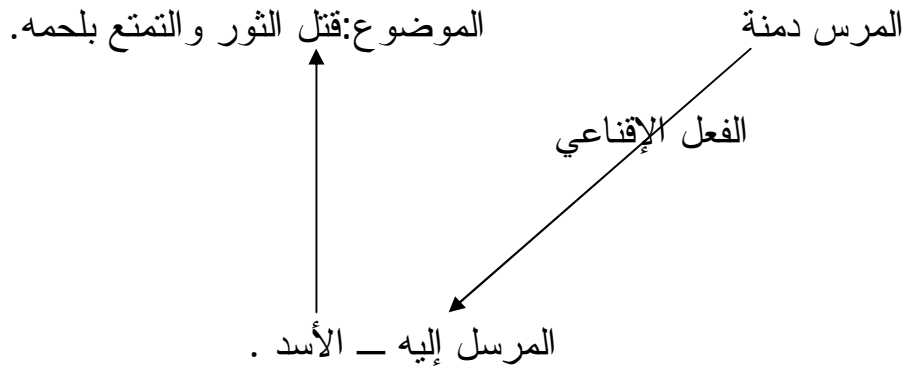 المرس دمنة الموضوع:قتل الثور والتمتع بلحمه.
الفعل الإقناعي
المرسل إليه ــ الأسد .